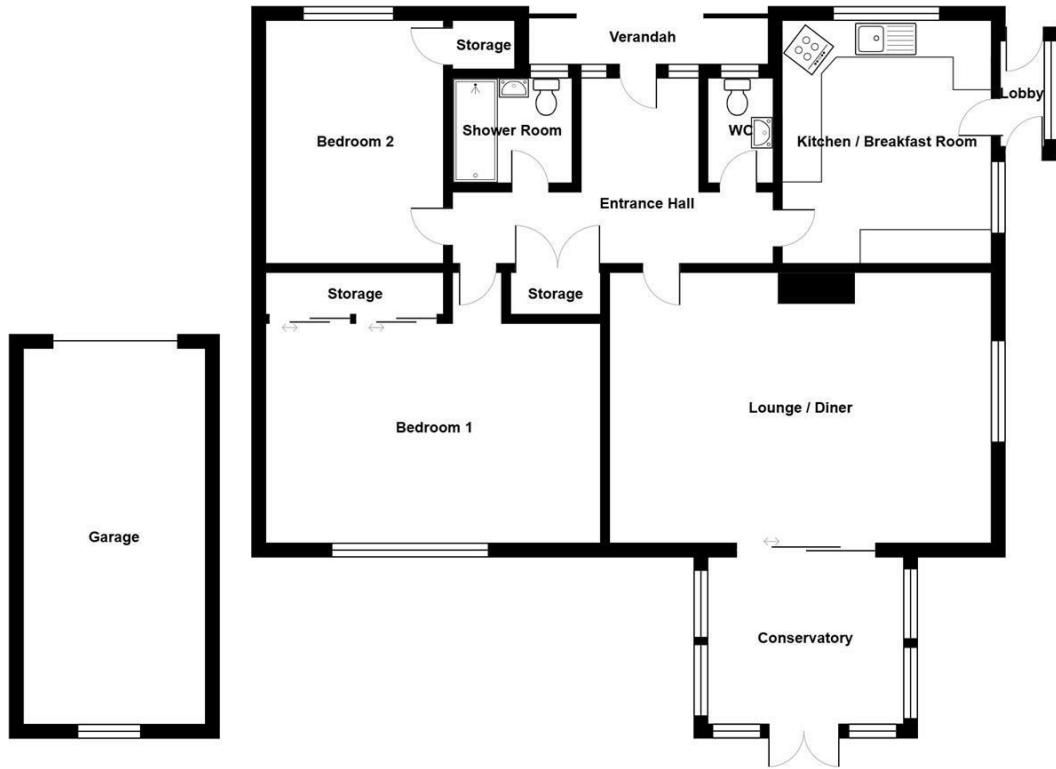 Storage
Verandah
Lobby
Shower Room
WC
Bedroom 2
Kitchen / Breakfast Room
Entrance Hall
Storage
Storage
Lounge / Diner
Bedroom 1
Garage
Conservatory